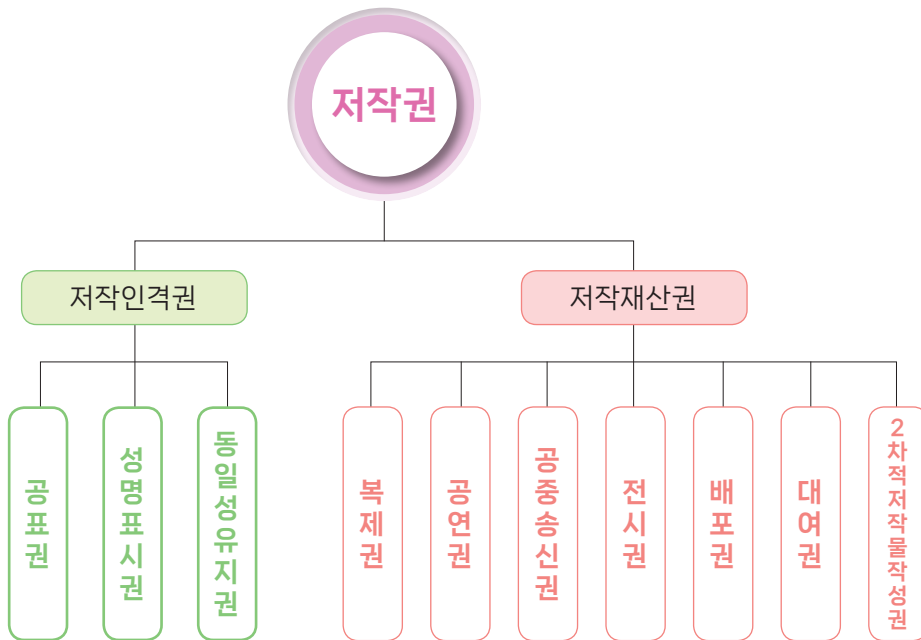 저작권
저작인격권
저작재산권
공표권
성명표시권
동일성유지권
복제권
공연권
공중송신권
전시권
배포권
대여권
2차적저작물작성권